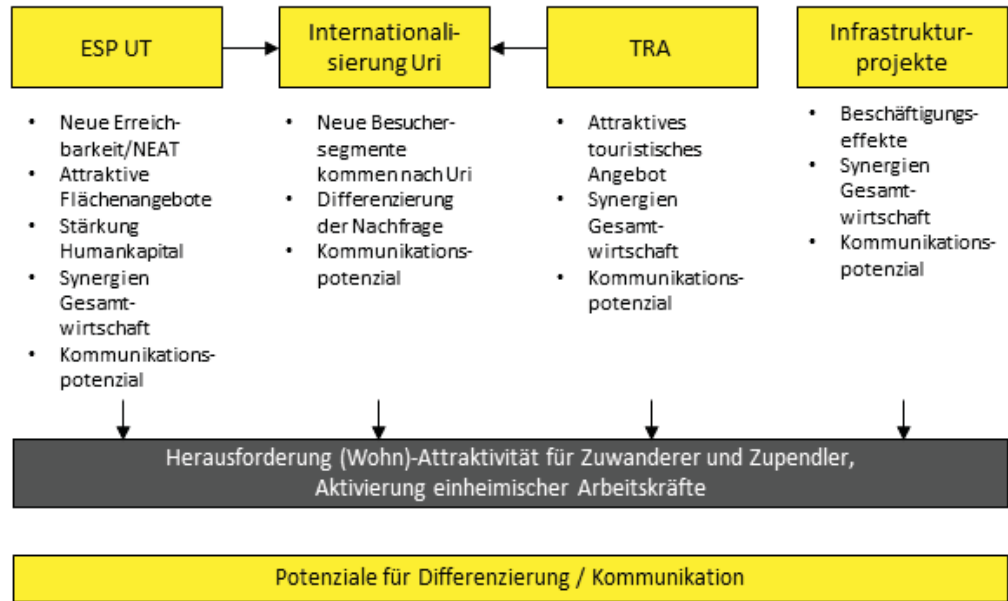 ESP UT
Internationali-
sierung Uri
TRA
Infrastruktur-
projekte
• Neue Erreich-
barkeit/NEAT
• Attraktive
Flächenangebote
• Stärkung
Humankapital
• Synergien
Gesamt-
wirtschaft
• Kommunikations-
potenzial
• Neue Besucher-
segmente
kommen nach Uri
• Differenzierung
der Nachfrage
• Kommunikations-
potenzial
• Attraktives
touristisches
Angebot
• Synergien
Gesamt-
wirtschaft
• Kommunikations-
potenzial
• Beschäftigungs-
effekte
• Synergien
Gesamt-
wirtschaft
• Kommunikations-
potenzial
Herausforderung (Wohn)-Attraktivität für Zuwanderer und Zupendler,
Aktivierung einheimischer Arbeitskräfte
Potenziale für Differenzierung / Kommunikation